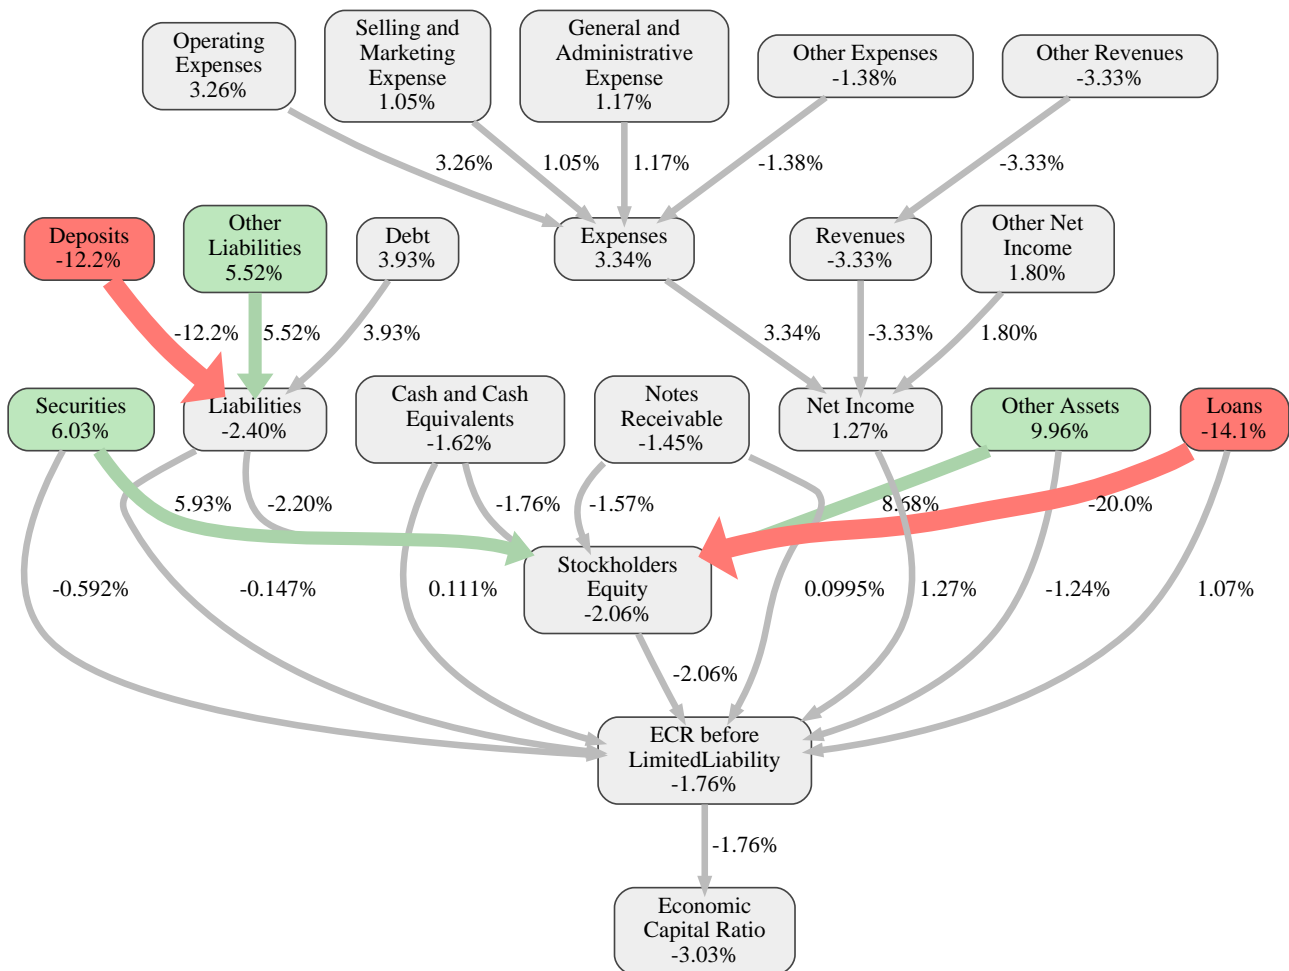 Operating
Expenses
3.26%
Selling and
Marketing
Expense
1.05%
General and
Administrative
Expense
1.17%
Other Expenses
-1.38%
Other Revenues
-3.33%
3.26%
1.05%
1.17%
-1.38%
-3.33%
Deposits
-12.2%
Other
Liabilities
5.52%
Debt
3.93%
Expenses
3.34%
Revenues
-3.33%
Other Net
Income
1.80%
-12.2%
5.52%
3.93%
3.34%
-3.33%
1.80%
Securities
6.03%
Liabilities
-2.40%
Cash and Cash
Equivalents
-1.62%
Notes
Receivable
-1.45%
Net Income
1.27%
Other Assets
9.96%
Loans
-14.1%
5.93%
-2.20%
-1.76%
-1.57%
8.68%
-20.0%
Stockholders
Equity
-2.06%
-0.592%
-0.147%
0.111%
0.0995%
1.27%
-1.24%
1.07%
-2.06%
ECR before
LimitedLiability
-1.76%
-1.76%
Economic
Capital Ratio
-3.03%